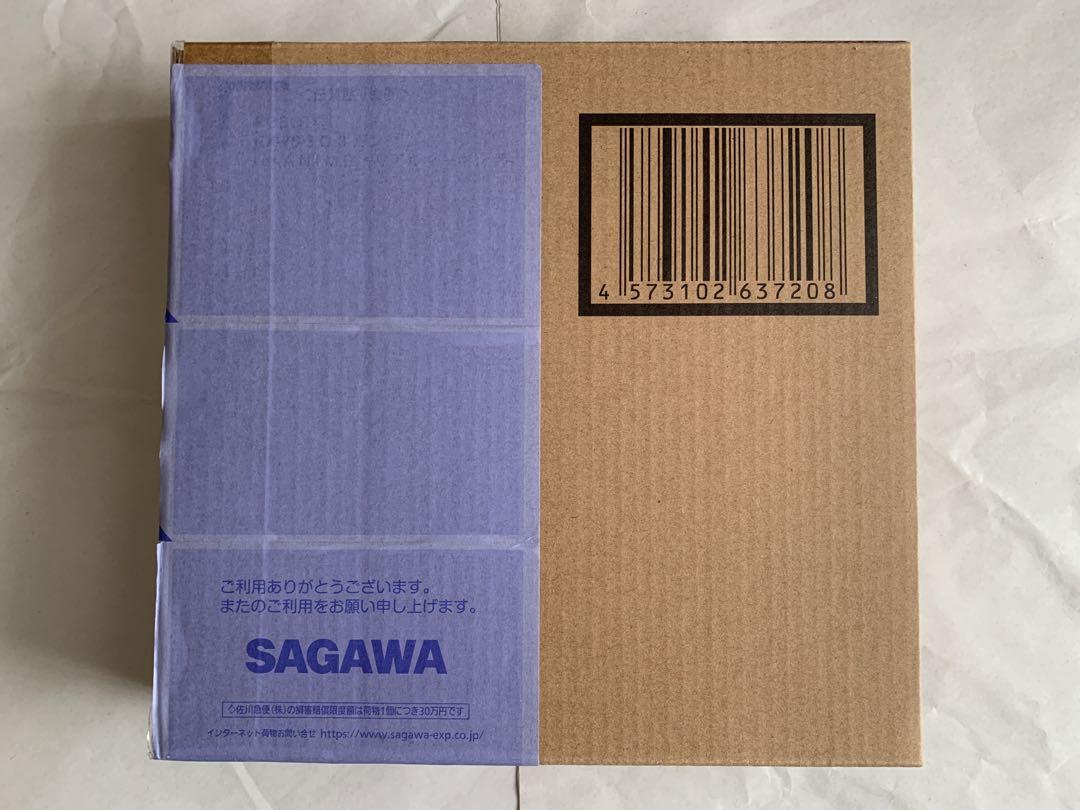 4 573102 637208
ご利用ありがとうございます。
またのご利用をお願い申し上げます。
SAGAWA
◇佐川急便(株)の損害賠償限度額は荷物1個につき30万円です
インターネット荷物お問い合せ https://www.sagawa-exp.co.jp/